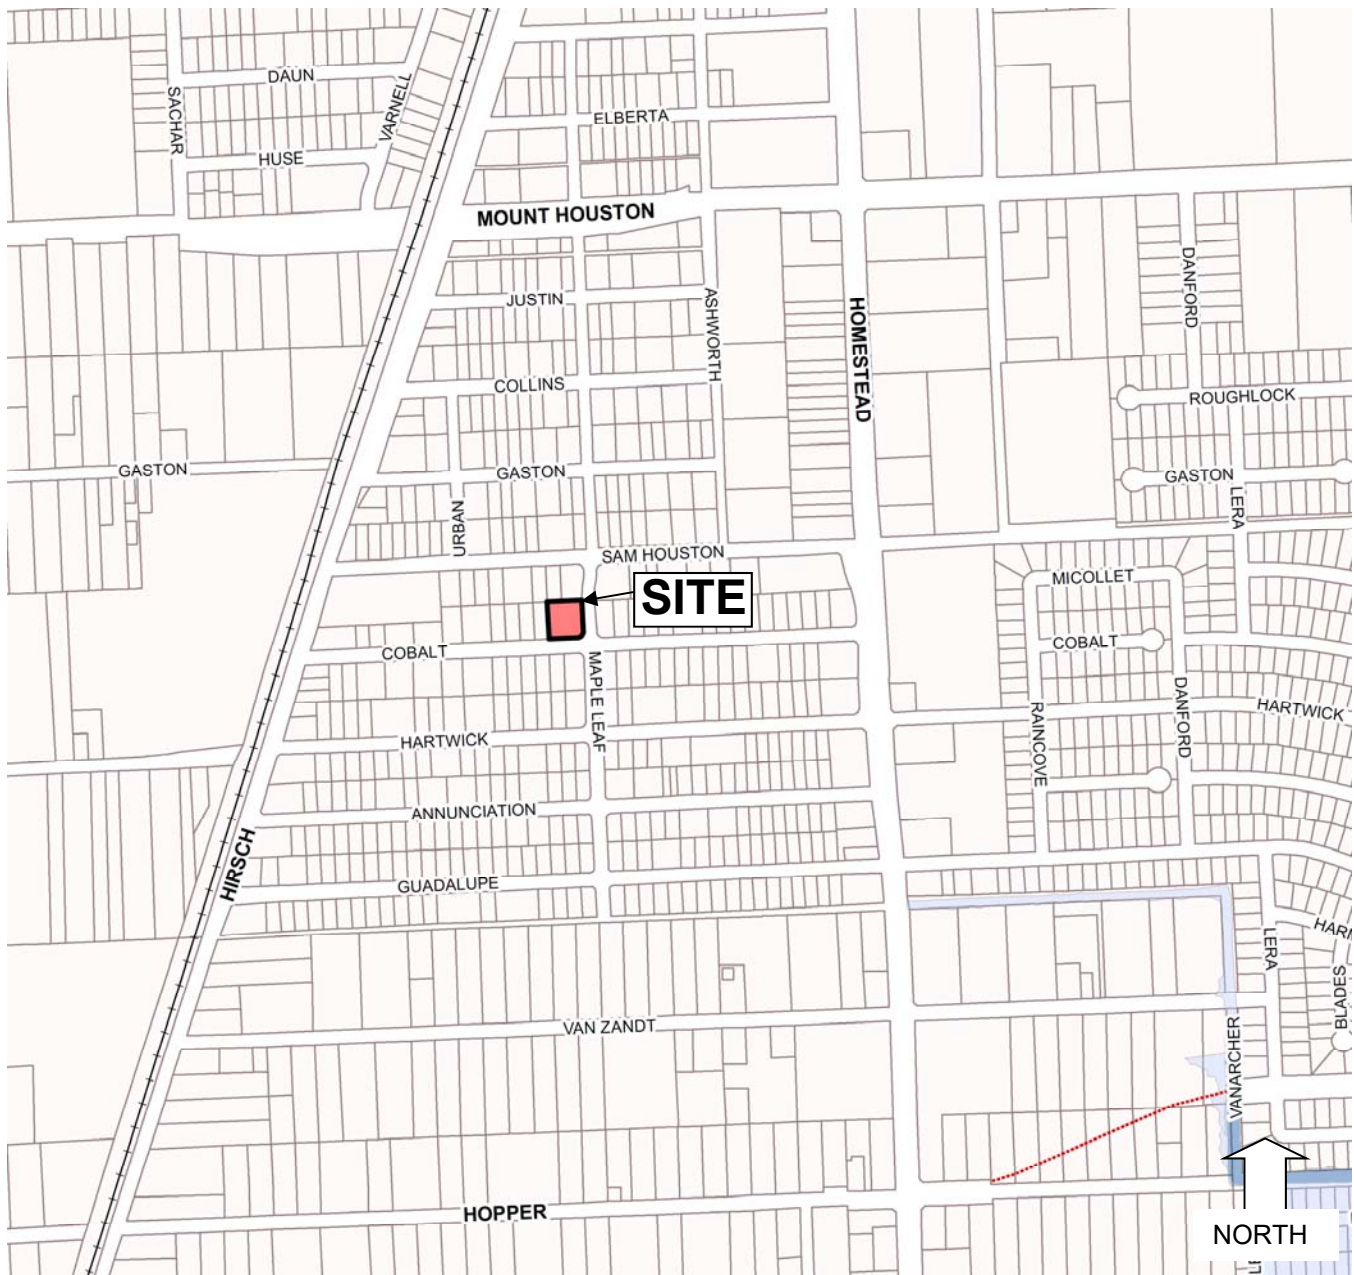 DAUN
SACHAR
VARNELL
ELBERTA
HUSE
MOUNT HOUSTON
DANFORD
JUSTIN
ASHWORTH
HOMESTEAD
COLLINS
ROUGHLOCK
GASTON
GASTON
GASTON
LERA
URBAN
SAM HOUSTON
MICOLLET
SITE
COBALT
COBALT
MAPLE LEAF
RAINCOVE
DANFORD
HARTWICK
HARTWICK
ANNUNCIATION
HIRSCH
GUADALUPE
HARM
LERA
BLADES
VAN ZANDT
VANARCHER
HOPPER
NORTH
LE